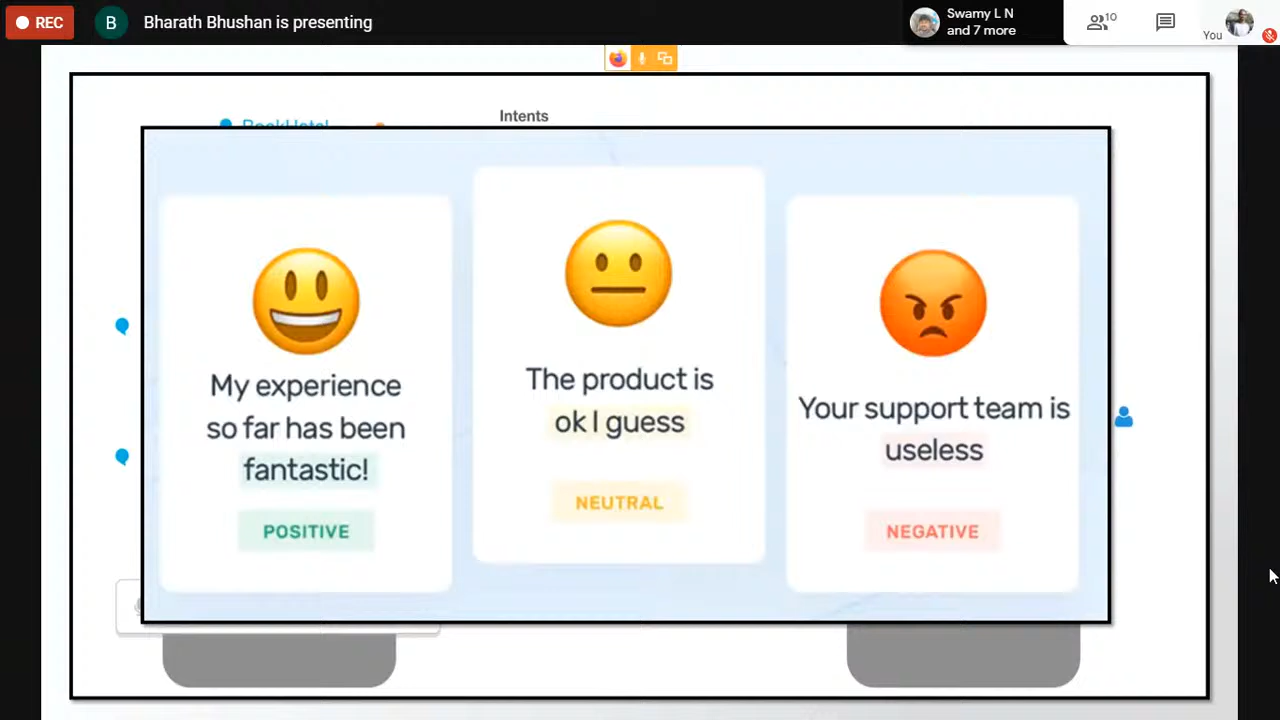 REC
B
Bharath Bhushan is presenting
Swamy L N
and 7 more
10
You
Intents
BookHotel
My experience
so far has been
fantastic!
POSITIVE
The product is
ok I guess
NEUTRAL
Your support team is
useless
NEGATIVE